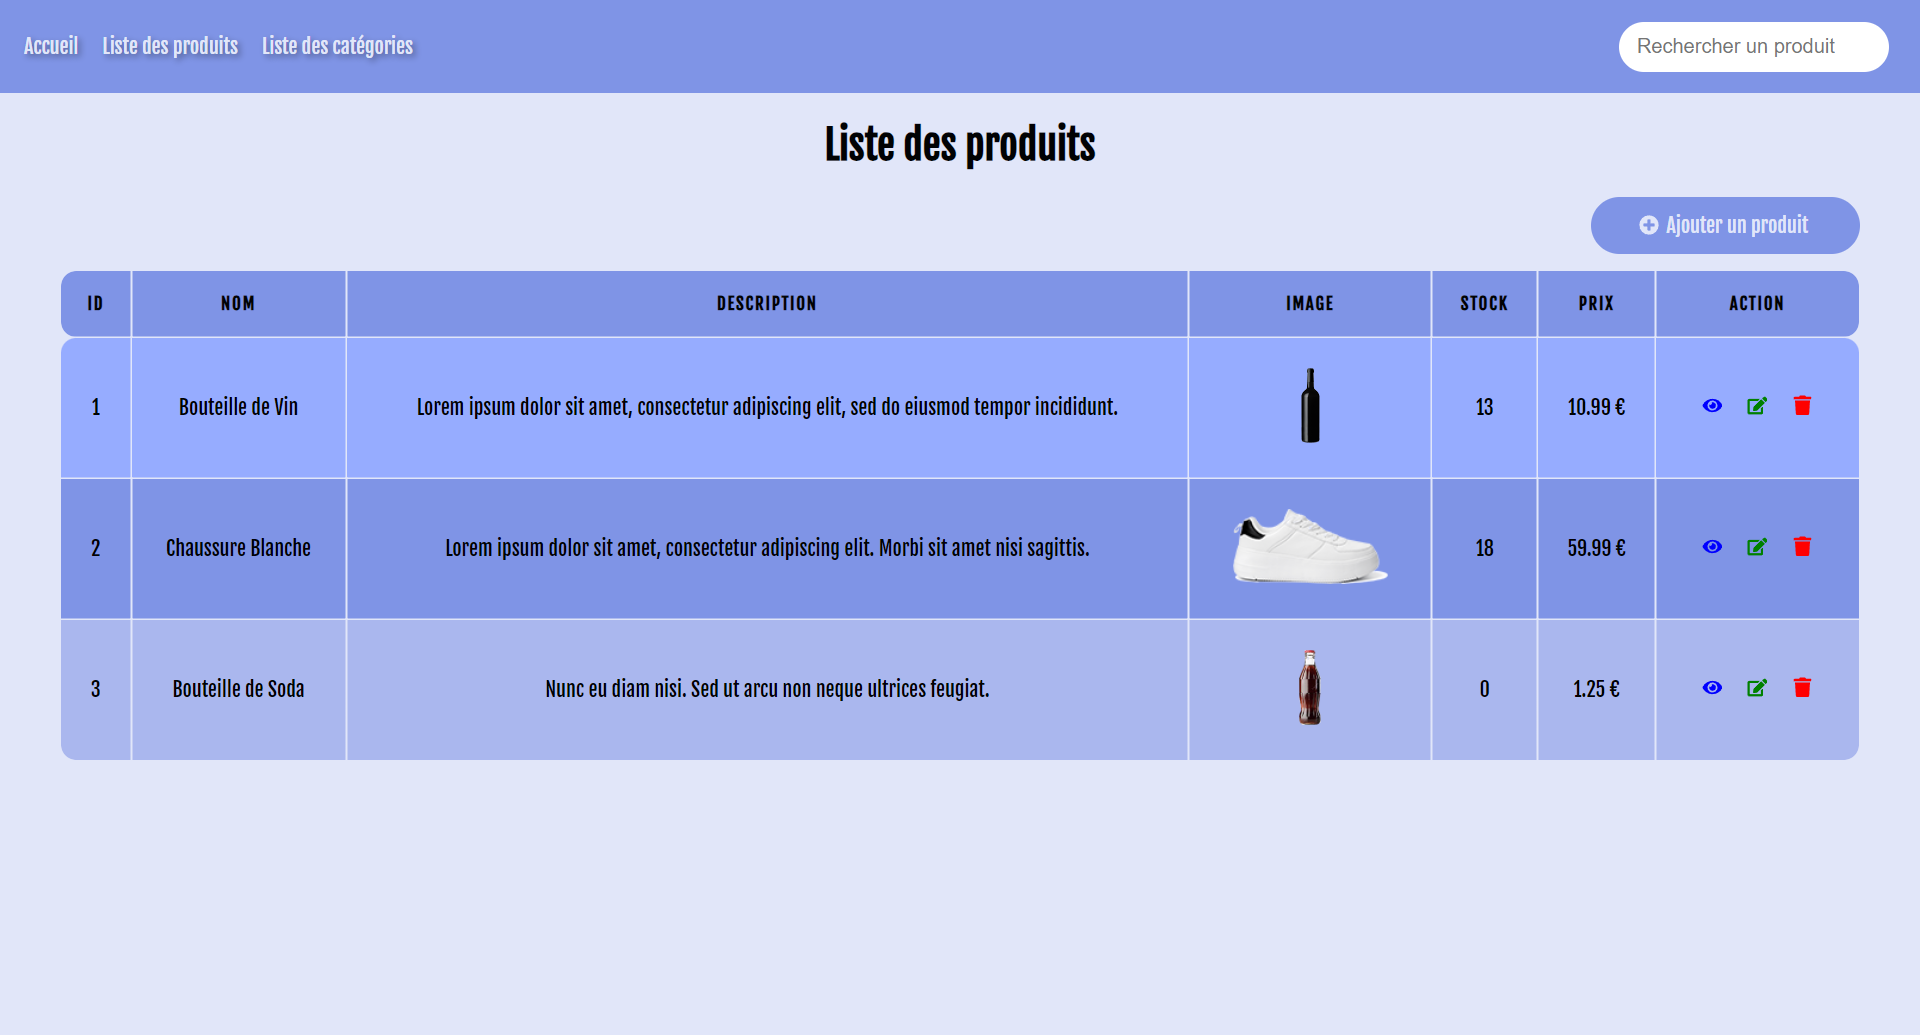 Accueil Liste des produits Liste des catégories Rechercher un produit
Liste des produits
Ajouter un produit
ID NOM DESCRIPTION IMAGE STOCK PRIX ACTION
1 Bouteille de Vin Lorem ipsum dolor sit amet, consectetur adipiscing elit, sed do eiusmod tempor incididunt. 13 10.99 €
2 Chaussure Blanche Lorem ipsum dolor sit amet, consectetur adipiscing elit. Morbi sit amet nisi sagittis. 18 59.99 €
3 Bouteille de Soda Nunc eu diam nisi. Sed ut arcu non neque ultrices feugiat. 0 1.25 €